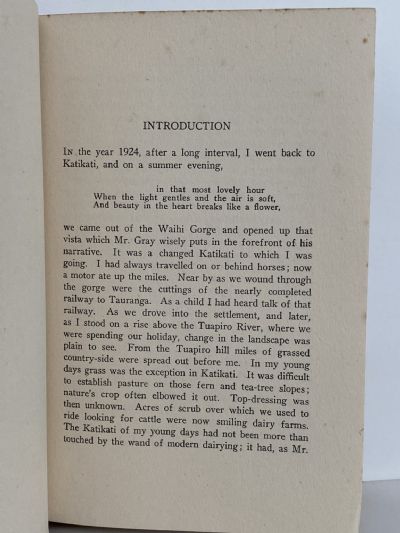 INTRODUCTION
IN the year 1924, after a long interval, I went back to
Katikati, and on a summer evening,
in that most lovely hour
When the light gentles and the air is soft,
And beauty in the heart breaks like a flower,
we came out of the Waihi Gorge and opened up that
vista which Mr. Gray wisely puts in the forefront of his
narrative. It was a changed Katikati to which I was
going. I had always travelled on or behind horses; now
a motor ate up the miles. Near by as we wound through
the gorge were the cuttings of the nearly completed
railway to Tauranga. As a child I had heard talk of that
railway. As we drove into the settlement, and later,
as I stood on a rise above the Tuapiro River, where we
were spending our holiday, change in the landscape was
plain to see. From the Tuapiro hill miles of grassed
country-side were spread out before me. In my young
days grass was the exception in Katikati. It was difficult
to establish pasture on those fern and tea-tree slopes;
nature's crop often elbowed it out. Top-dressing was
then unknown. Acres of scrub over which we used to
ride looking for cattle were now smiling dairy farms.
The Katikati of my young days had not been more than
touched by the wand of modern dairying; it had, as Mr.